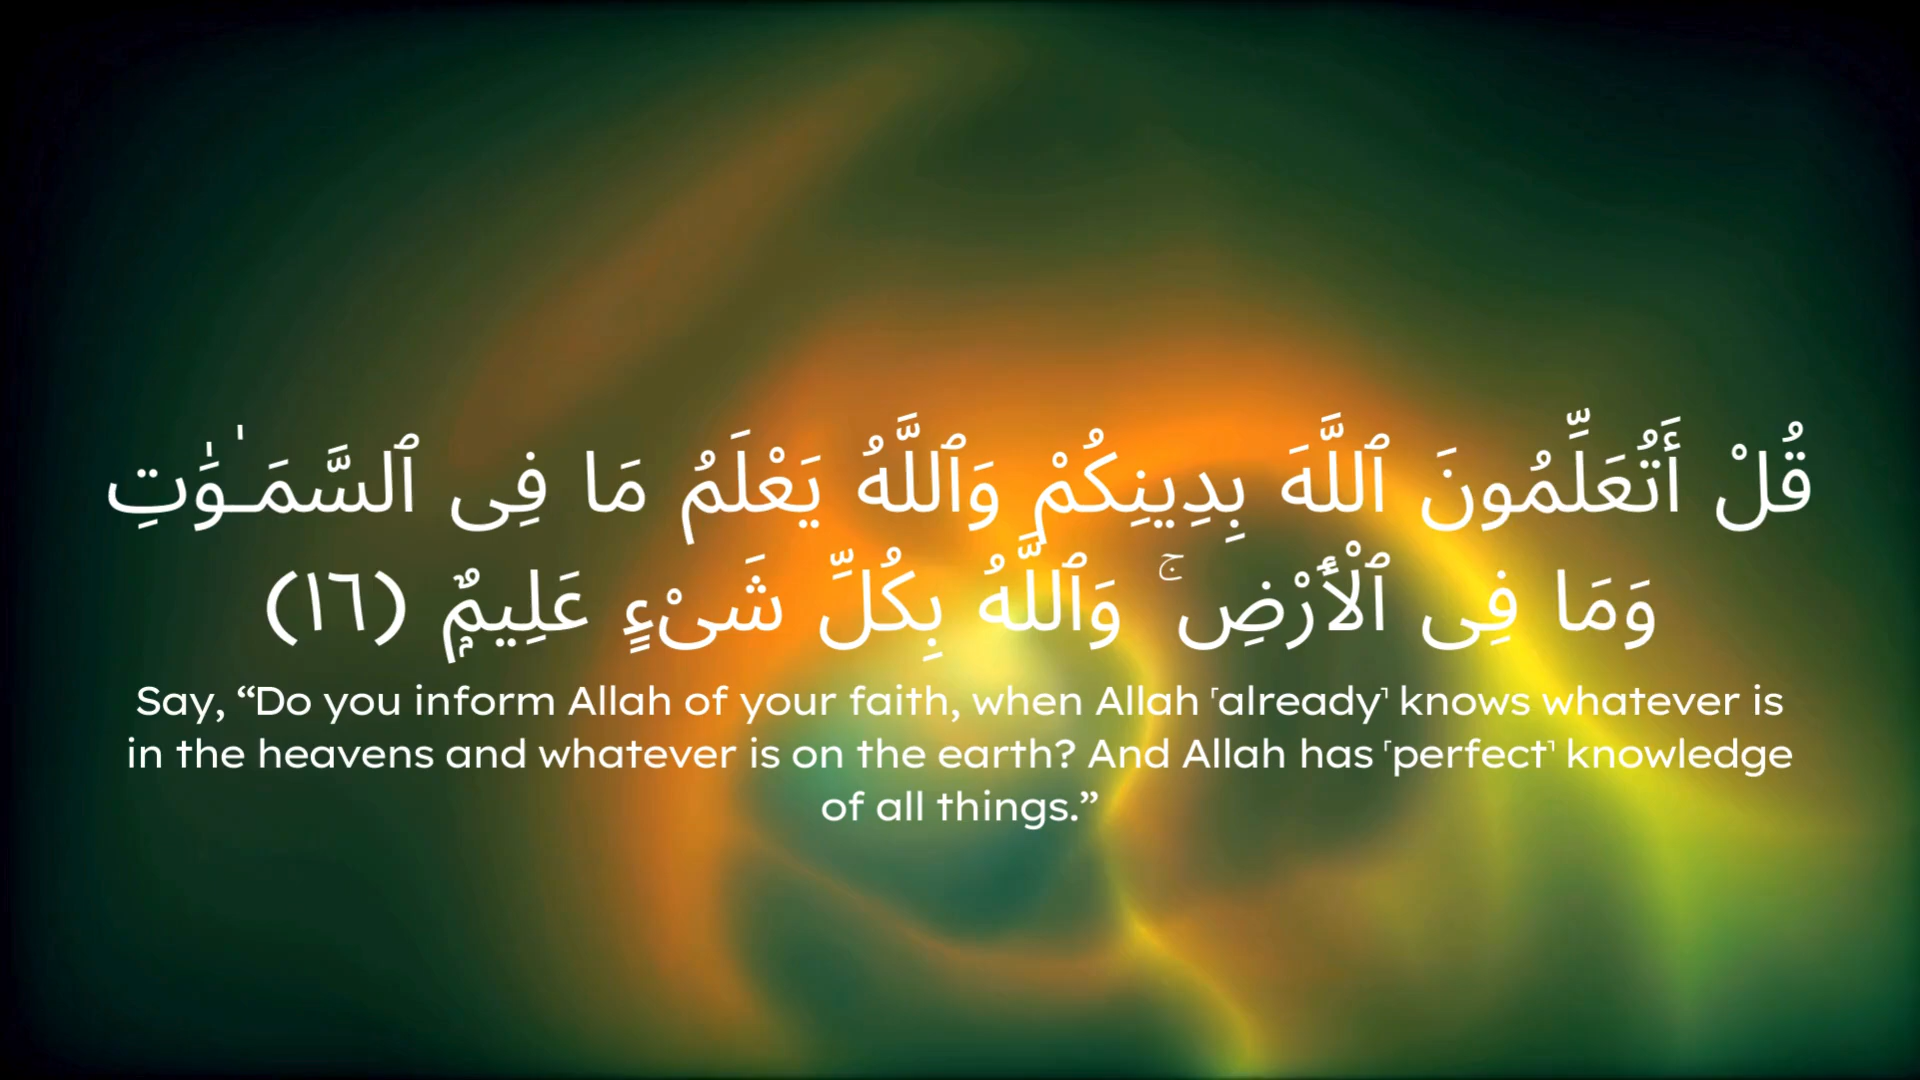 قُلْ أَتُعَلِّمُونَ ٱللَّهَ بِدِينِكُمْ وَٱللَّهُ يَعْلَمُ مَا فِى ٱلسَّمَـٰوَٰتِ
وَمَا فِى ٱلْأَرْضِ ۚ وَٱللَّهُ بِكُلِّ شَىْءٍ عَلِيمٌۭ (١٦)
Say, “Do you inform Allah of your faith, when Allah ˹already˺ knows whatever is
in the heavens and whatever is on the earth? And Allah has ˹perfect˺ knowledge
of all things.”